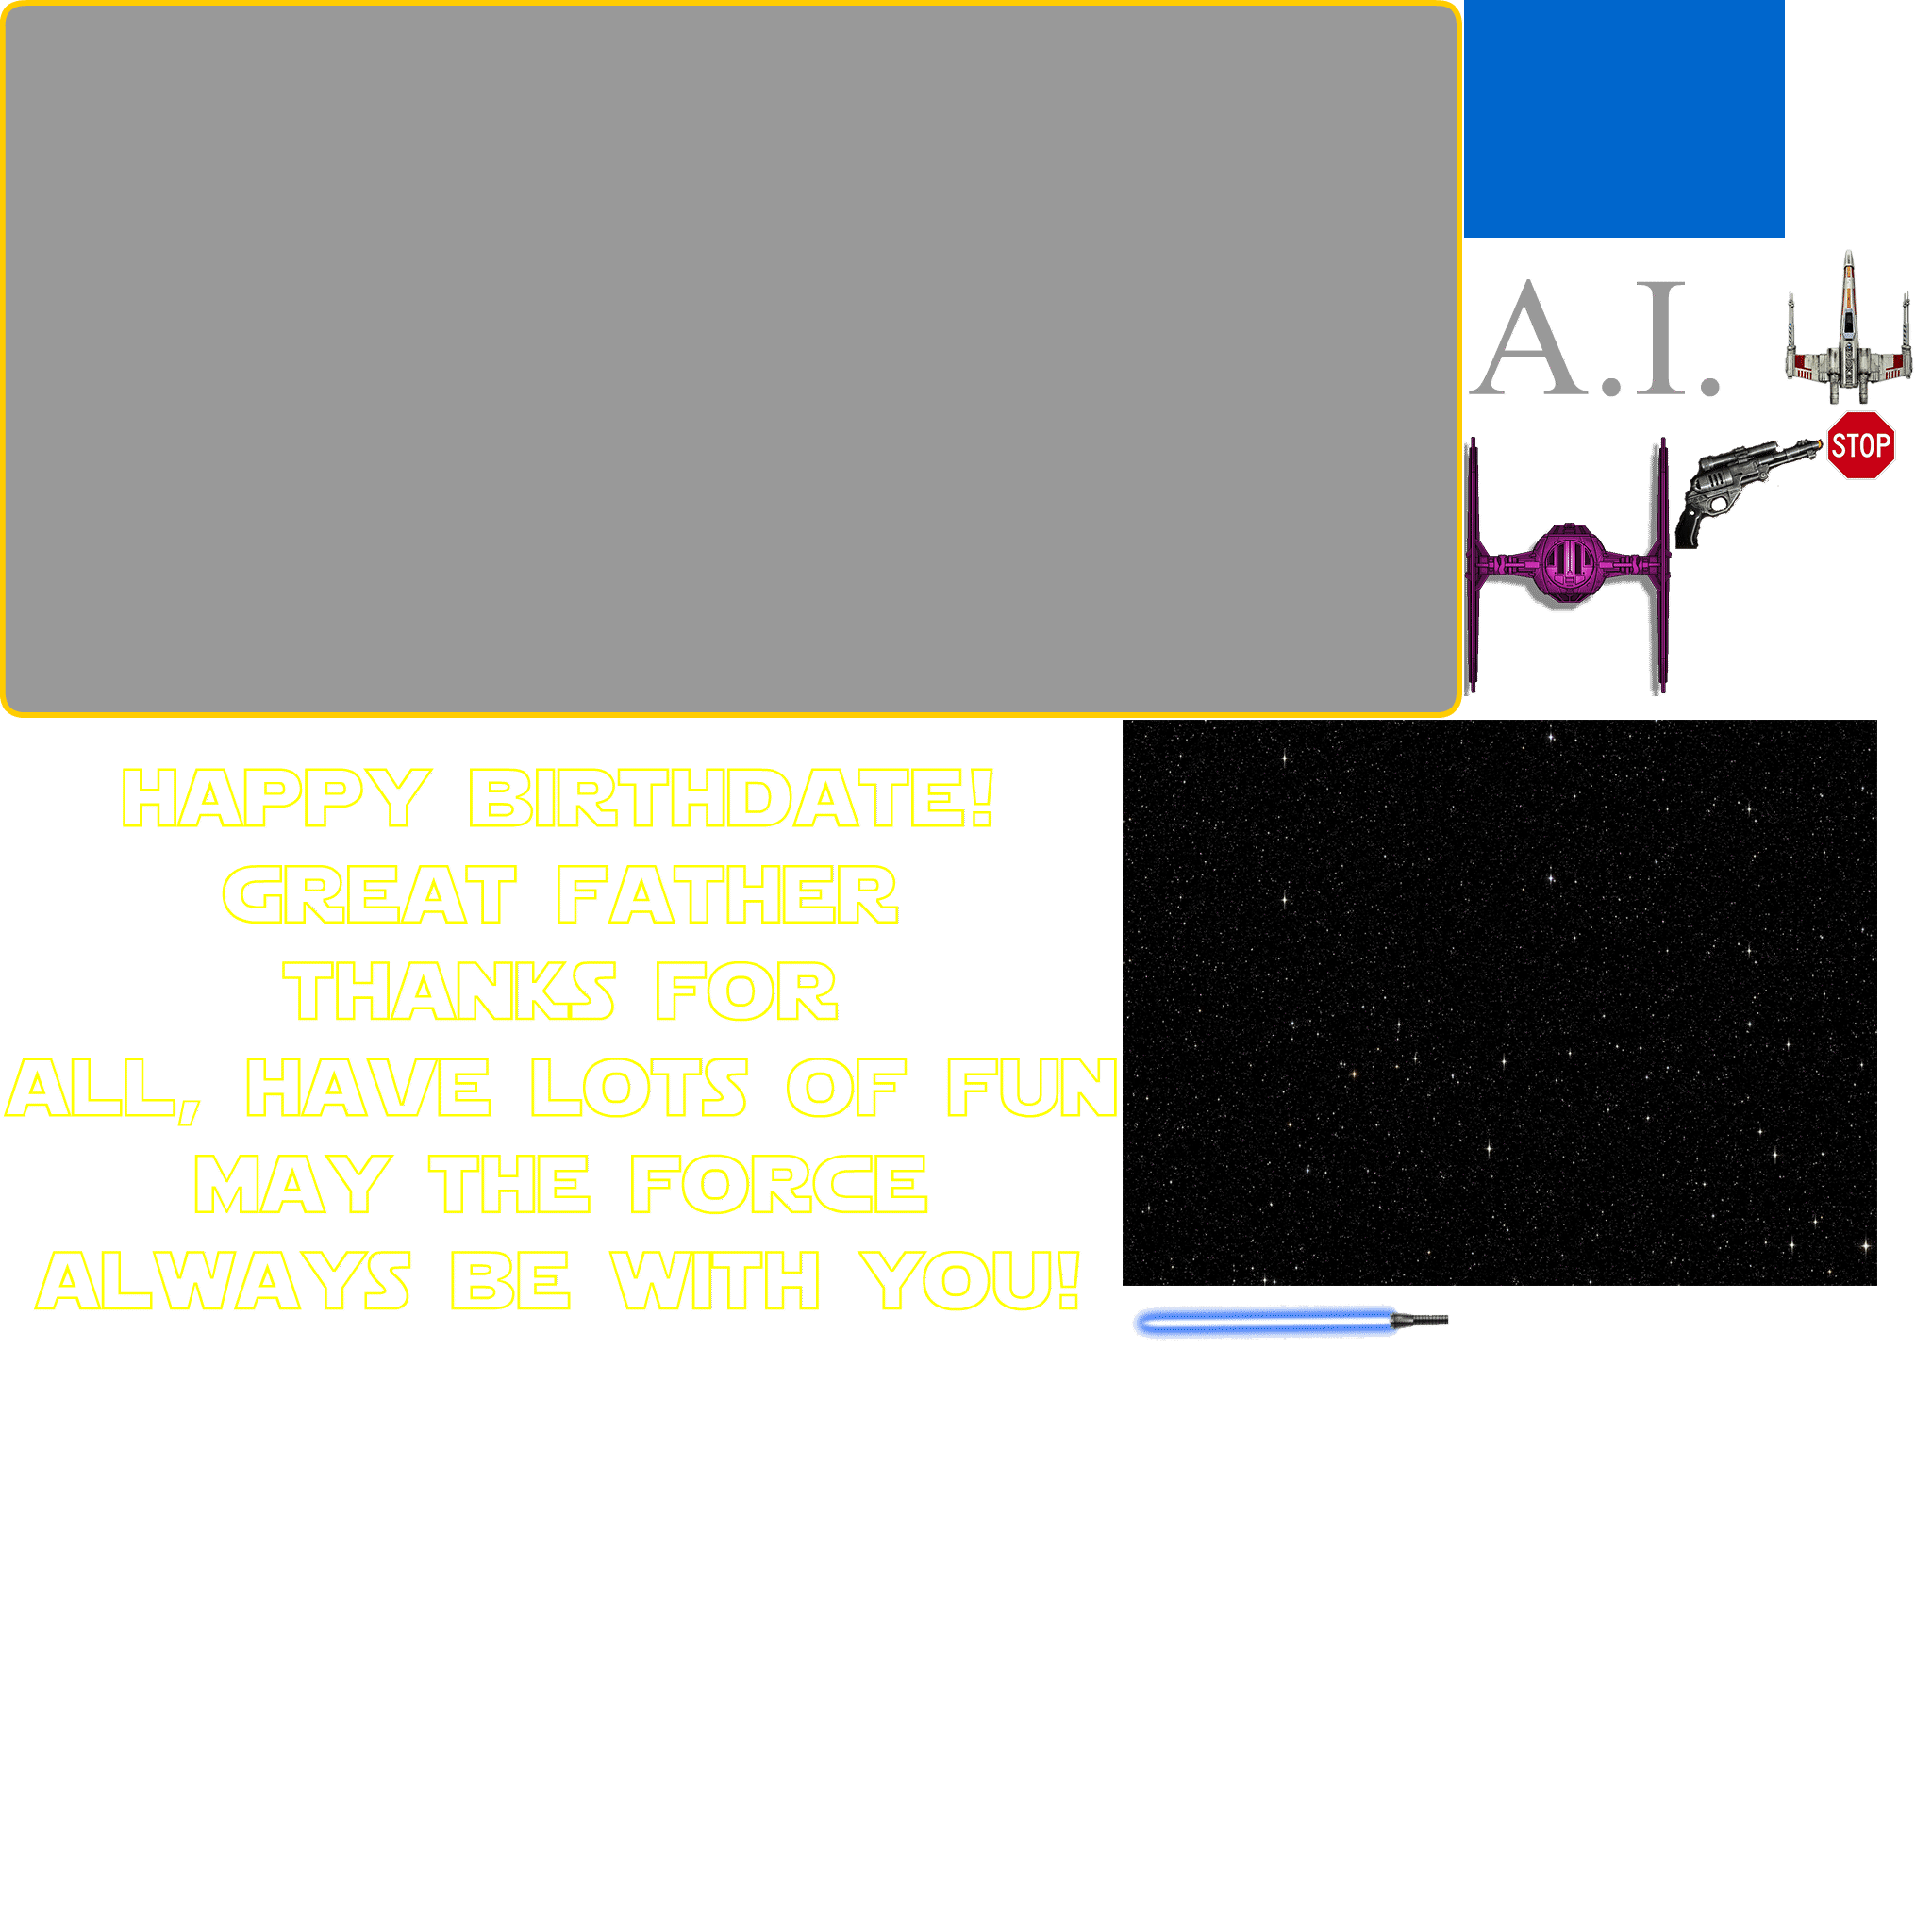 A.I.
STOP
HAPPY BIRTHDATE!
GREAT FATHER
THANKS FOR
ALL, HAVE LOTS OF FUN
MAY THE FORCE
ALWAYS BE WITH YOU!